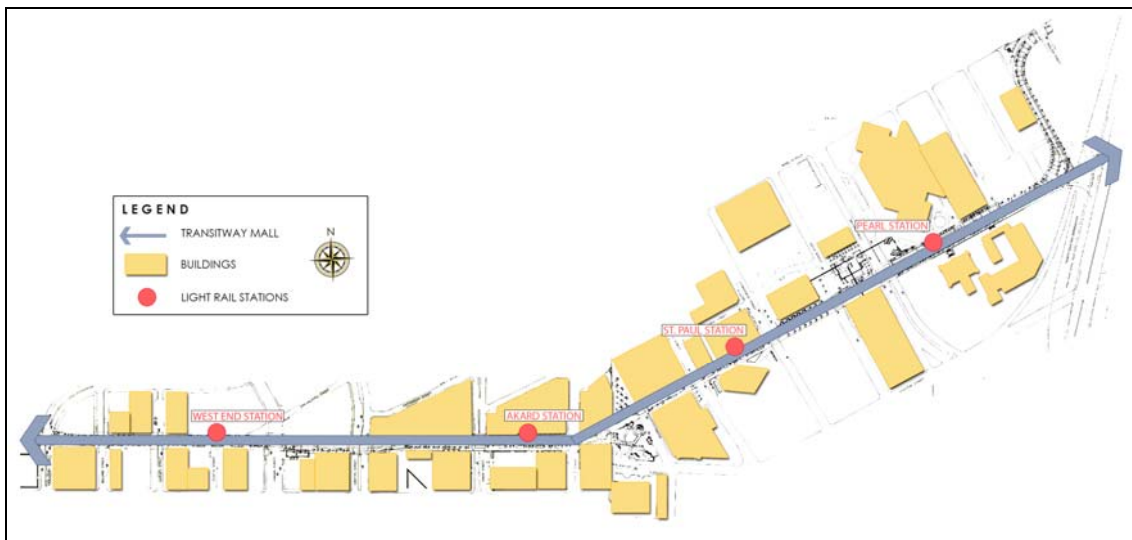 LEGEND
N
TRANSITWAY MALL
BUILDINGS
LIGHT RAIL STATIONS
PEARL STATION
ST. PAUL STATION
WEST END STATION
AKARD STATION